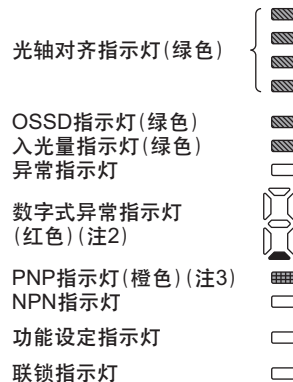 光轴对齐指示灯(绿色)
OSSD指示灯(绿色)
入光量指示灯(绿色)
异常指示灯
数字式异常指示灯
(红色)(注2)
PNP指示灯(橙色)(注3)
NPN指示灯
功能设定指示灯
联锁指示灯